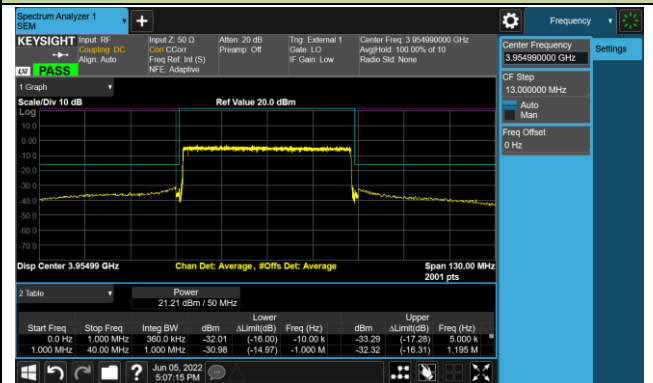 Spectrum Analyzer 1
SEM
+
Frequency
KEYSIGHT
Input: RF
Coupling: DC
Align: Auto
Input Z: 50 Ω
Corr CCorr
Freq Ref: Int (S)
NFE: Adaptive
Atten: 20 dB
Preamp: Off
Trig: External 1
Gate: LO
IF Gain: Low
Center Freq: 3.954990000 GHz
Avg|Hold: 100.00% of 10
Radio Std: None
LXI
PASS
Center Frequency
3.954990000 GHz
Settings
CF Step
13.000000 MHz
Auto
Man
Freq Offset
0 Hz
1 Graph
Scale/Div 10 dB
Ref Value 20.0 dBm
Log
10.0
0.00
-10.0
-20.0
-30.0
-40.0
-50.0
-60.0
-70.0
Disp Center 3.95499 GHz
Chan Det: Average , #Offs Det: Average
Span 130.00 MHz
2001 pts
2 Table
Power
21.21 dBm / 50 MHz
Lower Upper
Start Freq Stop Freq Integ BW dBm ΔLimit(dB) Freq (Hz) dBm ΔLimit(dB) Freq (Hz)
0.0 Hz 1.000 MHz 360.0 kHz -32.01 (-16.00) -10.00 k -33.29 (-17.28) 5.000 k
1.000 MHz 40.00 MHz 1.000 MHz -30.98 (-14.97) -1.000 M -32.32 (-16.31) 1.195 M
?
Jun 05, 2022
5:07:15 PM